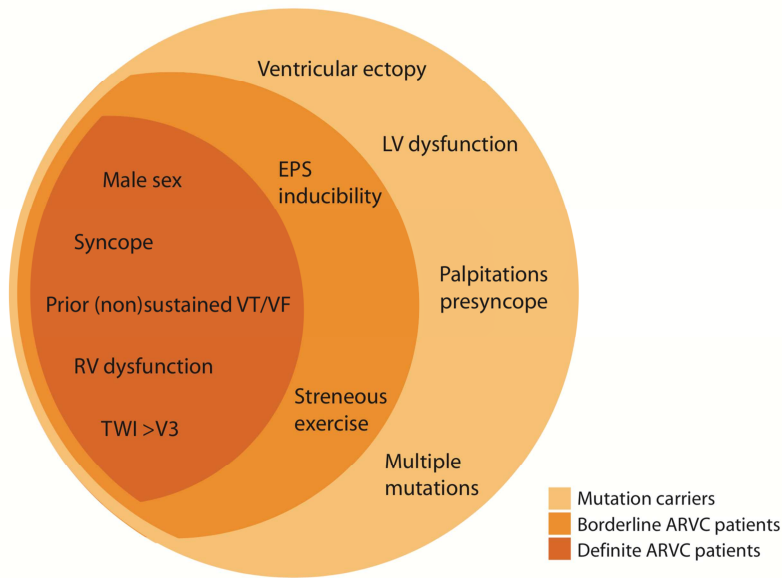 Ventricular ectopy
LV dysfunction
EPS
inducibility
Male sex
Syncope
Palpitations
presyncope
Prior (non)sustained VT/VF
RV dysfunction
Streneous
exercise
TWI >V3
Multiple
mutations
Mutation carriers
Borderline ARVC patients
Definite ARVC patients